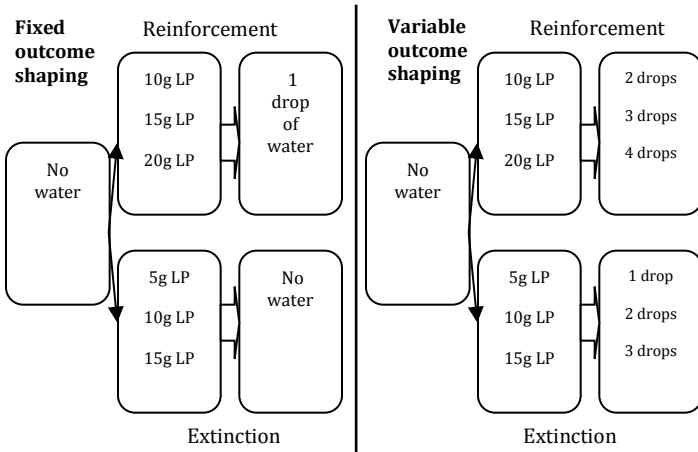 Fixed
outcome
shaping
Reinforcement
No
water
10g LP
15g LP
20g LP
1
drop
of
water
5g LP
10g LP
15g LP
No
water
Extinction
Variable
outcome
shaping
Reinforcement
No
water
10g LP
15g LP
20g LP
2 drops
3 drops
4 drops
5g LP
10g LP
15g LP
1 drop
2 drops
3 drops
Extinction